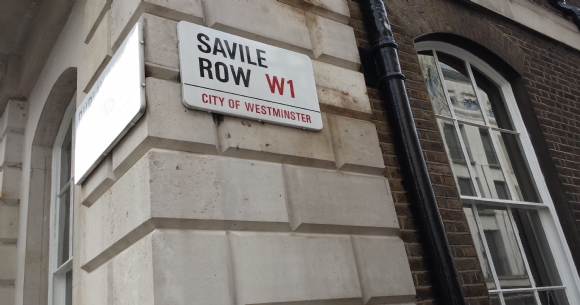 SAVILE
ROW W1
CITY OF WESTMINSTER